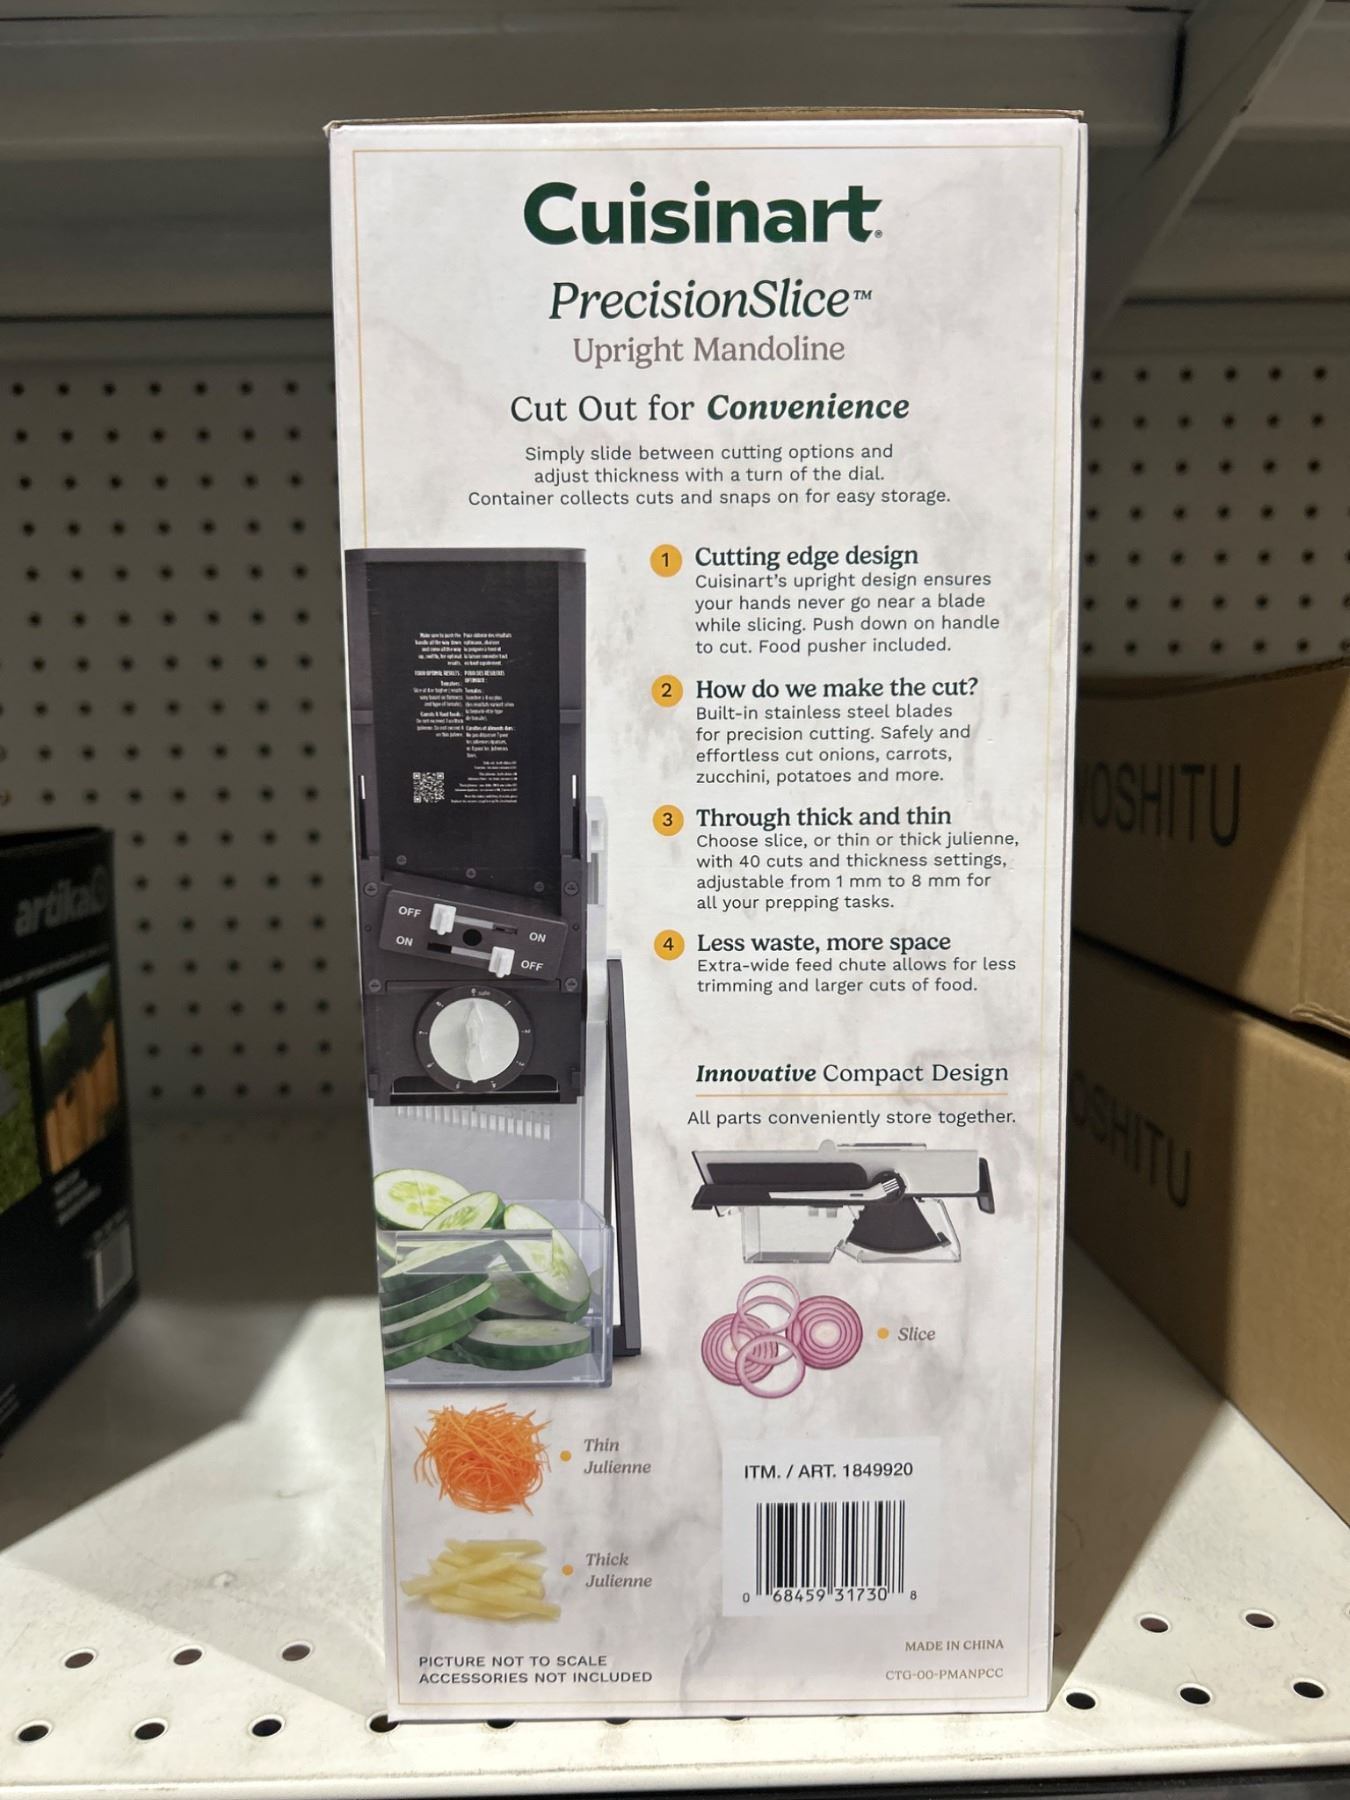 Cuisinart®
PrecisionSlice™
Upright Mandoline
Cut Out for Convenience
Simply slide between cutting options and
adjust thickness with a turn of the dial.
Container collects cuts and snaps on for easy storage.
1 Cutting edge design
Cuisinart's upright design ensures
your hands never go near a blade
while slicing. Push down on handle
to cut. Food pusher included.
2 How do we make the cut?
Built-in stainless steel blades
for precision cutting. Safely and
effortless cut onions, carrots,
zucchini, potatoes and more.
3 Through thick and thin
Choose slice, or thin or thick julienne,
with 40 cuts and thickness settings,
adjustable from 1 mm to 8 mm for
all your prepping tasks.
4 Less waste, more space
Extra-wide feed chute allows for less
trimming and larger cuts of food.
OFF
ON
ON
OFF
Innovative Compact Design
All parts conveniently store together.
Slice
Thin
Julienne
Thick
Julienne
ITM. / ART. 1849920
0 68459 31730 8
MADE IN CHINA
CTG-00-PMANPCC
PICTURE NOT TO SCALE
ACCESSORIES NOT INCLUDED
artika
OSHITU
OSHITU